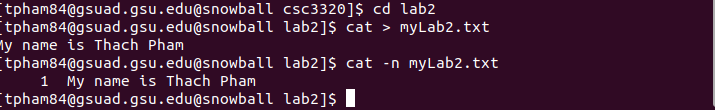 [tpham84@gsuad.gsu.edu@snowball csc3320]$ cd lab2
[tpham84@gsuad.gsu.edu@snowball lab2]$ cat > myLab2.txt
My name is Thach Pham
[tpham84@gsuad.gsu.edu@snowball lab2]$ cat -n myLab2.txt
     1  My name is Thach Pham
[tpham84@gsuad.gsu.edu@snowball lab2]$